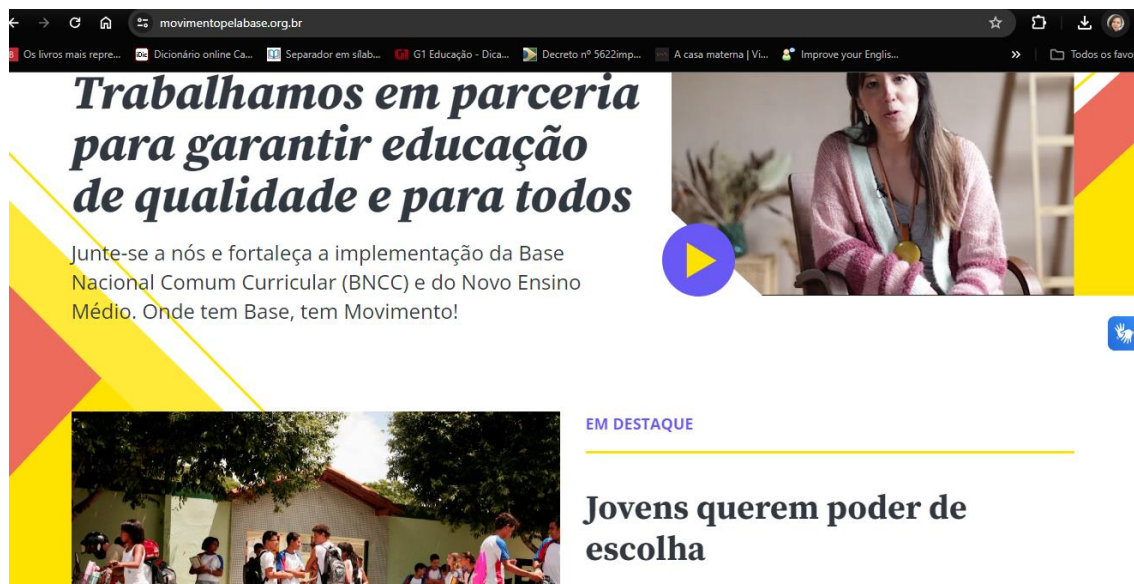 movimentopelabase.org.br
Os livros mais repre...
Dicionário online Ca...
Separador em sílab...
G1 Educação - Dica...
Decreto nº 5622imp...
A casa materna | Vi...
Improve your Englis...
»
Todos os favo
Trabalhamos em parceria
para garantir educação
de qualidade e para todos
Junte-se a nós e fortaleça a implementação da Base
Nacional Comum Curricular (BNCC) e do Novo Ensino
Médio. Onde tem Base, tem Movimento!
EM DESTAQUE
Jovens querem poder de
escolha